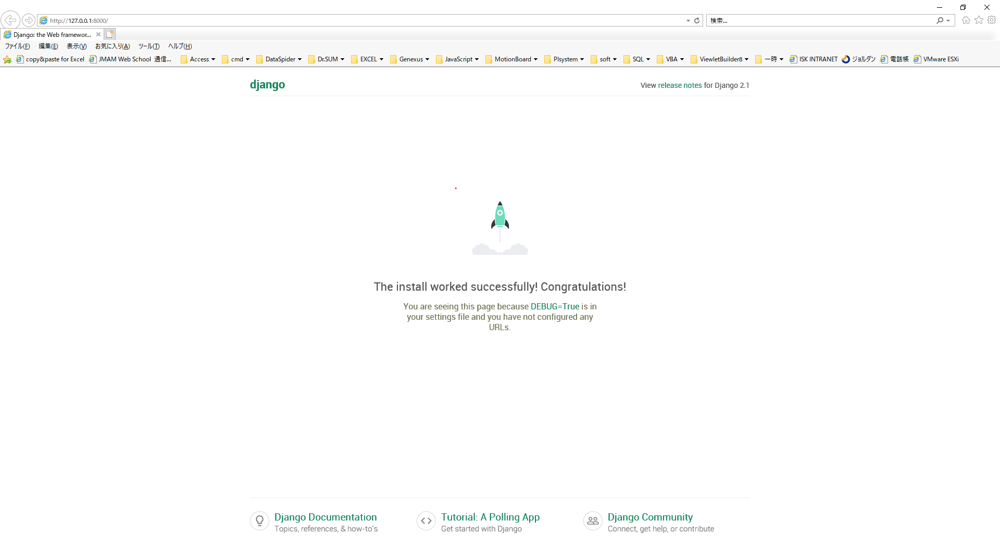 http://127.0.0.1:8000/
検索...
Django: the Web framewor...
ファイル(F) 編集(E) 表示(V) お気に入り(A) ツール(T) ヘルプ(H)
copy&paste for Excel JMAM Web School 通信... Access cmd DataSpider Dr.SUM EXCEL Genexus JavaScript MotionBoard PIsystem soft SQL VBA ViewletBuilder8 一時 ISK INTRANET ジョルダン 電話帳 VMware ESXi
django
View release notes for Django 2.1
The install worked successfully! Congratulations!
You are seeing this page because DEBUG=True is in
your settings file and you have not configured any
URLs.
Django Documentation
Topics, references, & how-to's
Tutorial: A Polling App
Get started with Django
Django Community
Connect, get help, or contribute